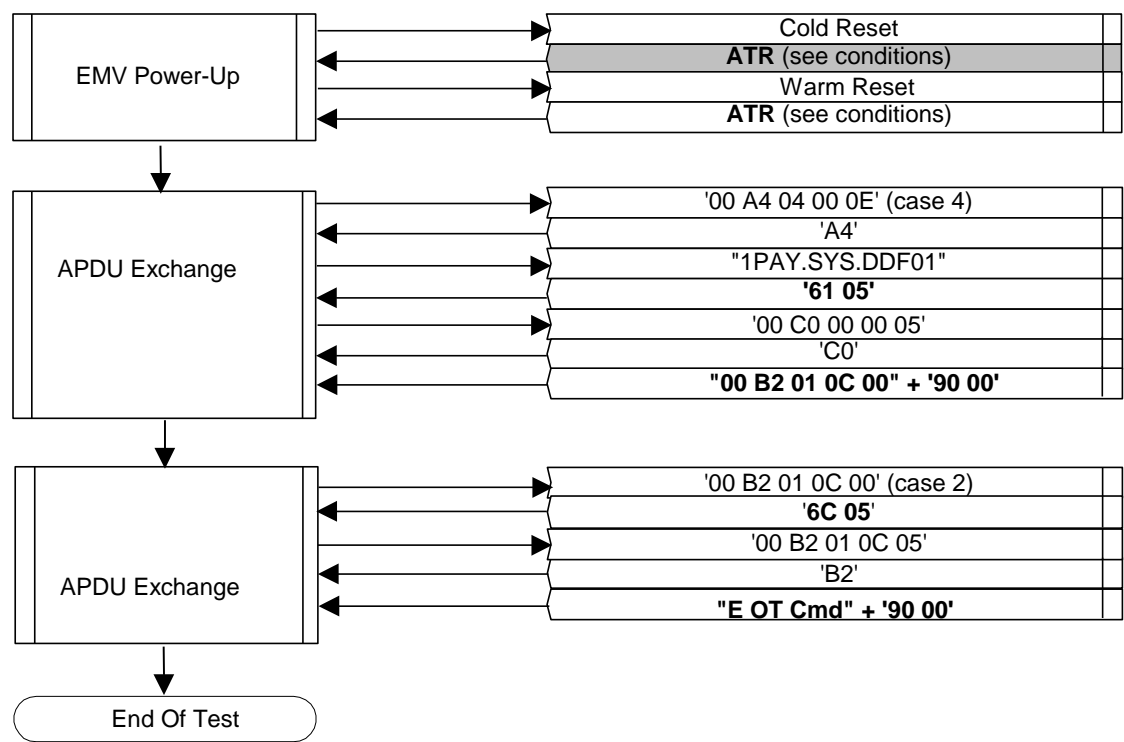 EMV Power-Up
Cold Reset
ATR (see conditions)
Warm Reset
ATR (see conditions)
APDU Exchange
'00 A4 04 00 0E' (case 4)
'A4'
"1PAY.SYS.DDF01"
'61 05'
'00 C0 00 00 05'
'C0'
"00 B2 01 0C 00" + '90 00'
APDU Exchange
'00 B2 01 0C 00' (case 2)
'6C 05'
'00 B2 01 0C 05'
'B2'
"E OT Cmd" + '90 00'
End Of Test